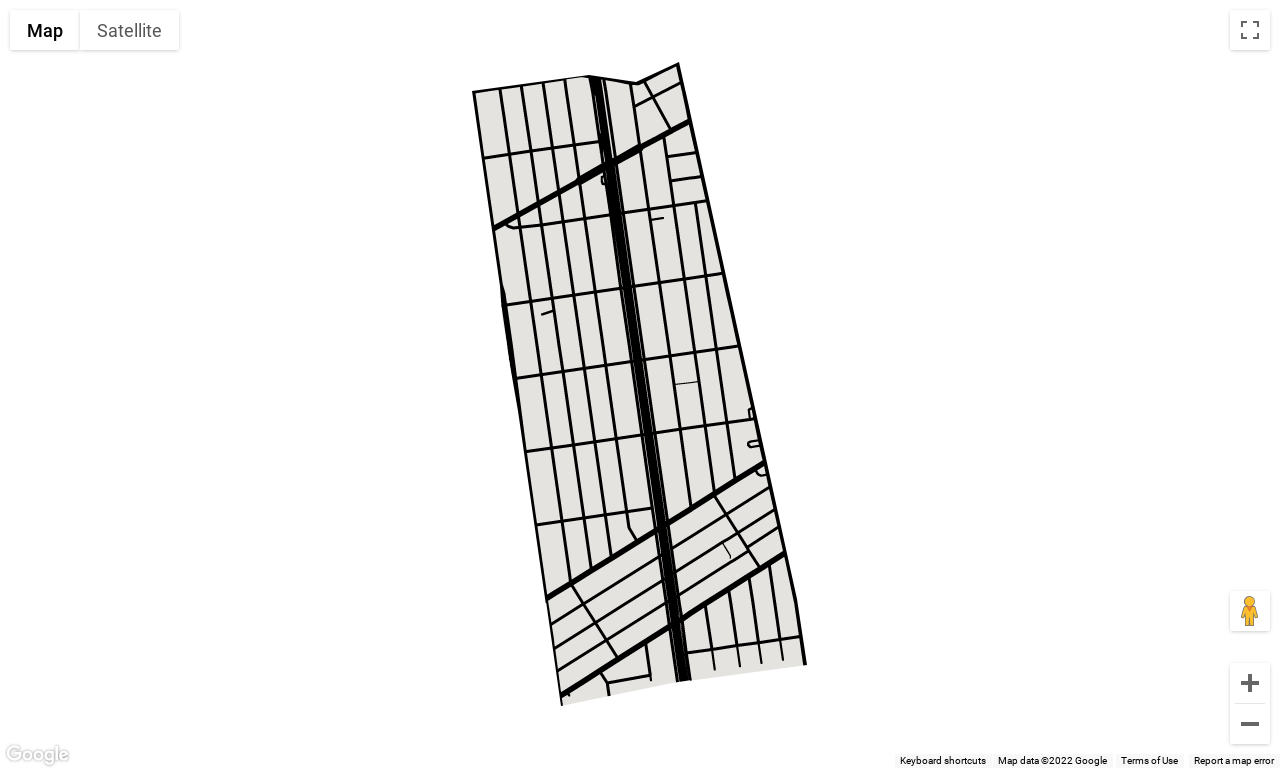 Map Satellite
Google
Keyboard shortcuts Map data ©2022 Google Terms of Use Report a map error